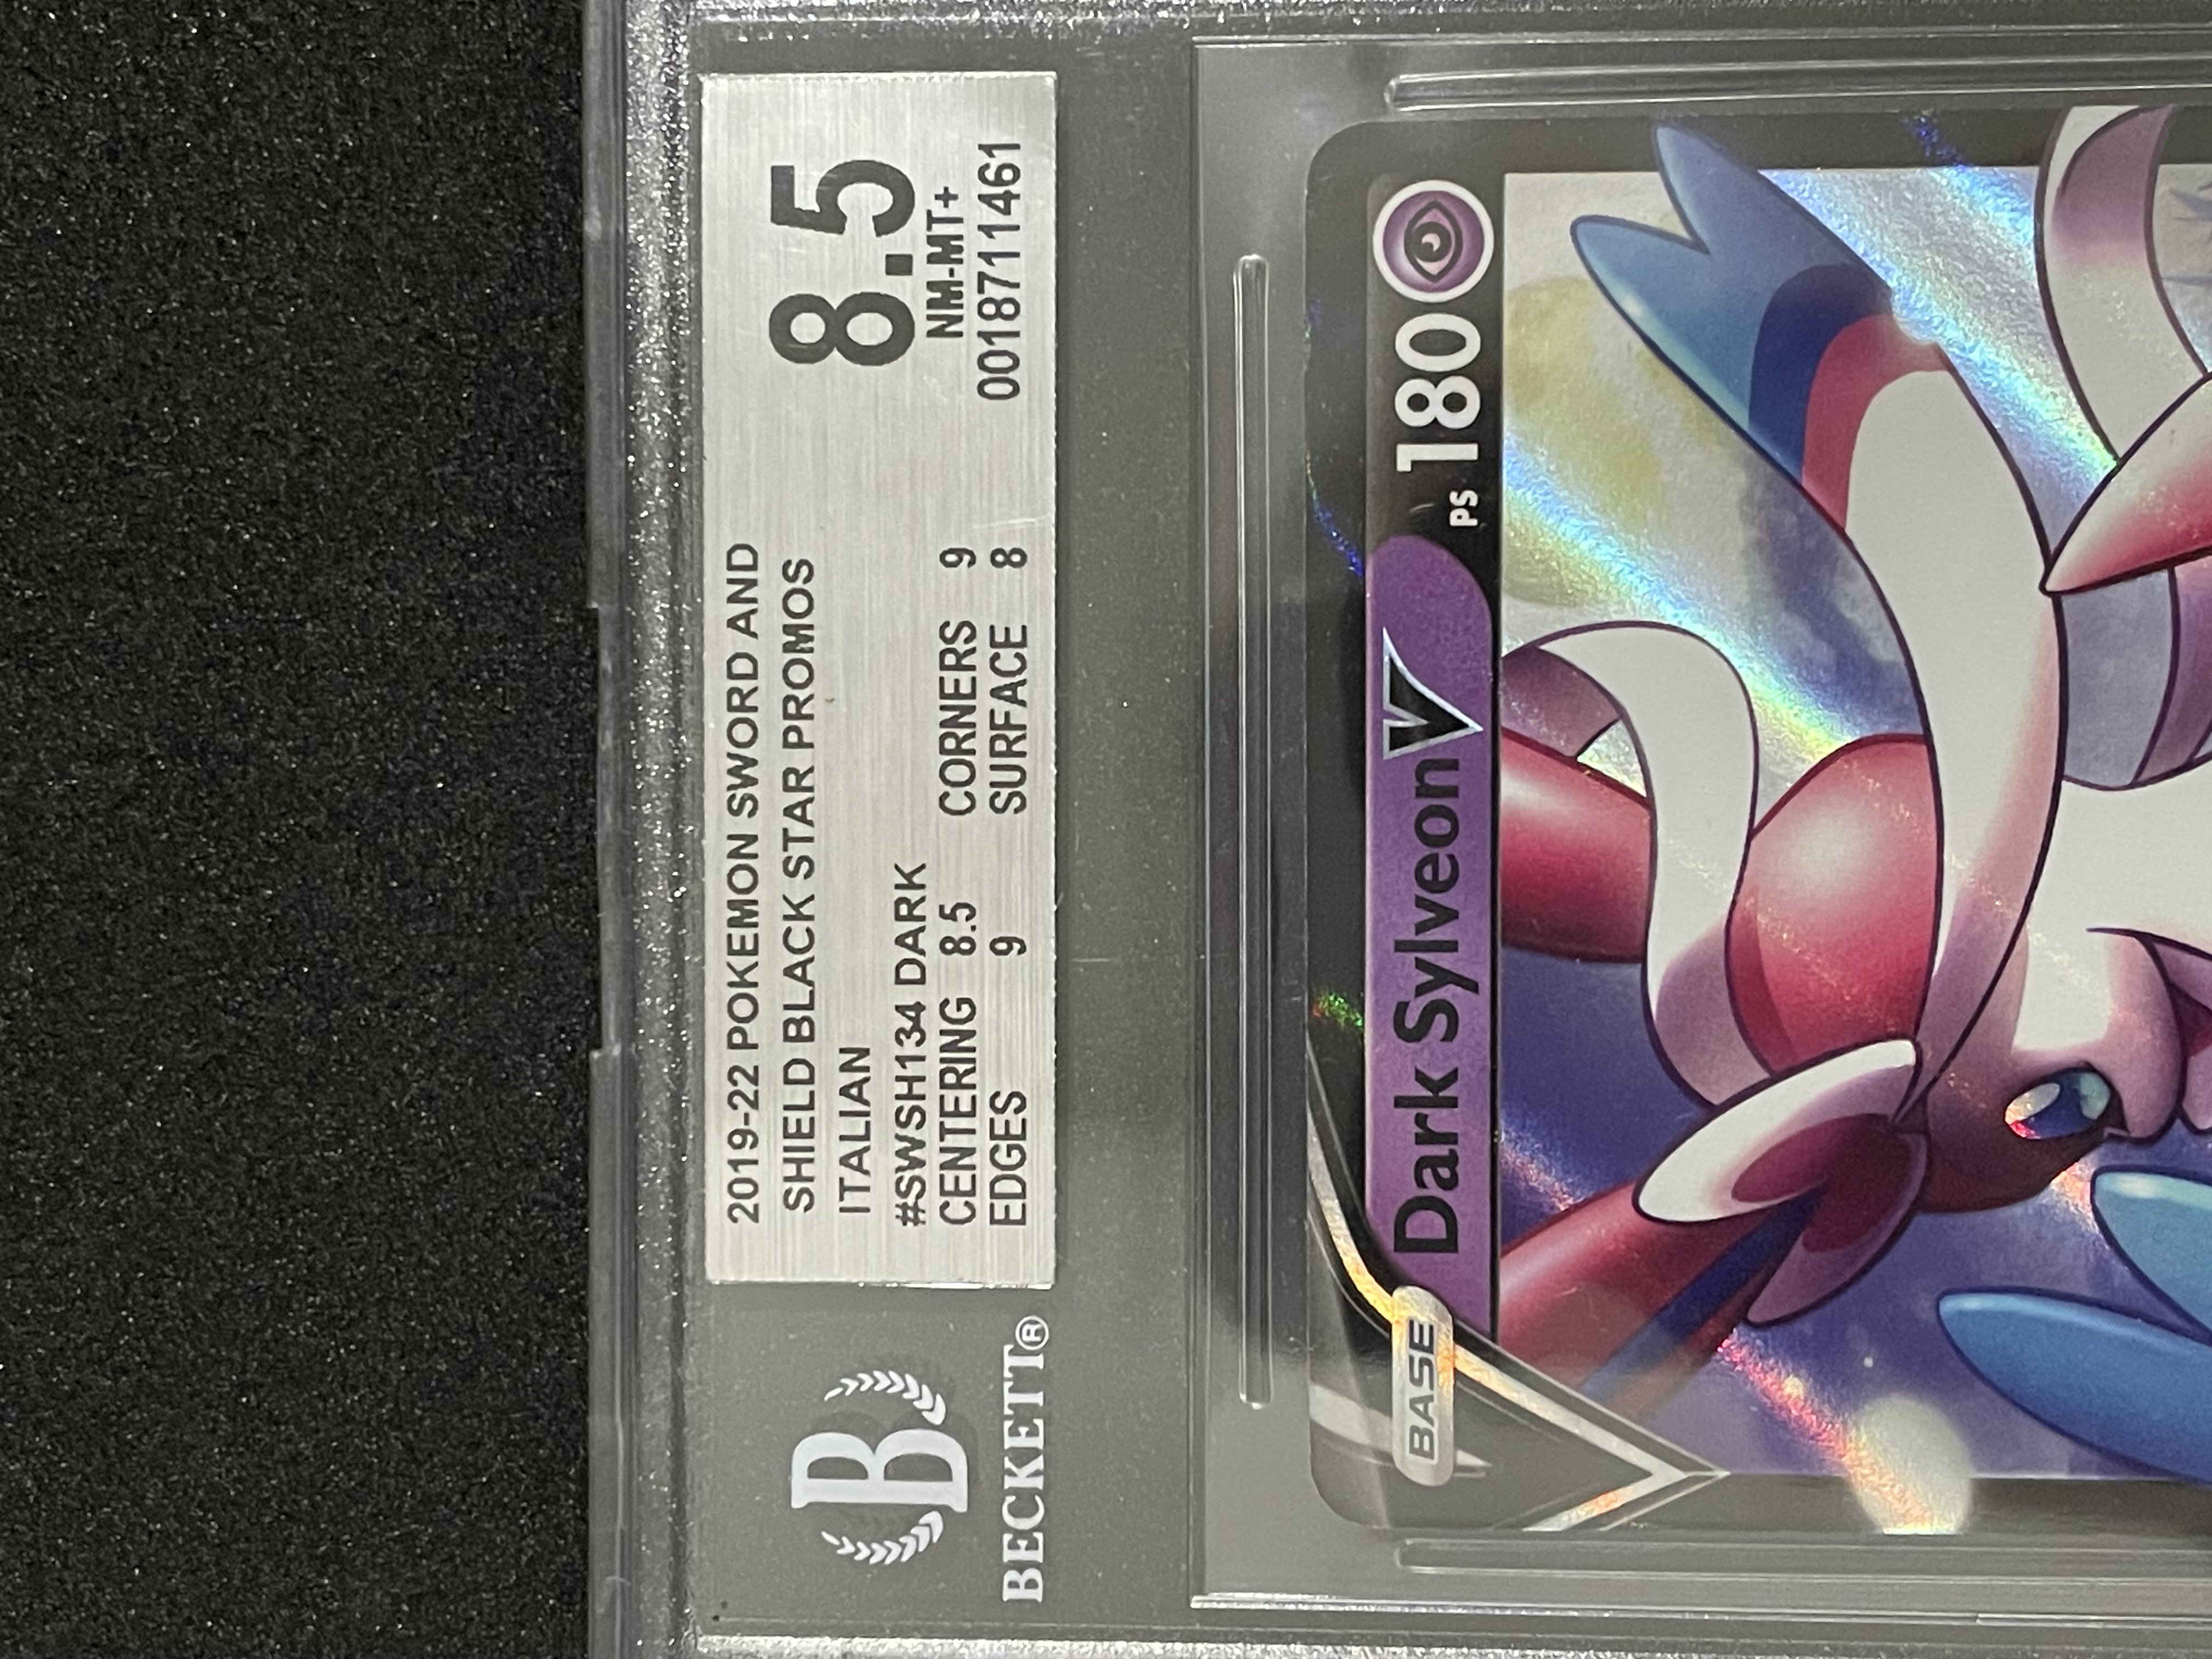 2019-22 POKEMON SWORD AND
SHIELD BLACK STAR PROMOS
ITALIAN
#SWSH134 DARK
CENTERING 8.5 CORNERS 9
EDGES 9 SURFACE 8
8.5
NM-MT+
0018711461
B
BECKETT®
BASE
Dark Sylveon V
PS 180